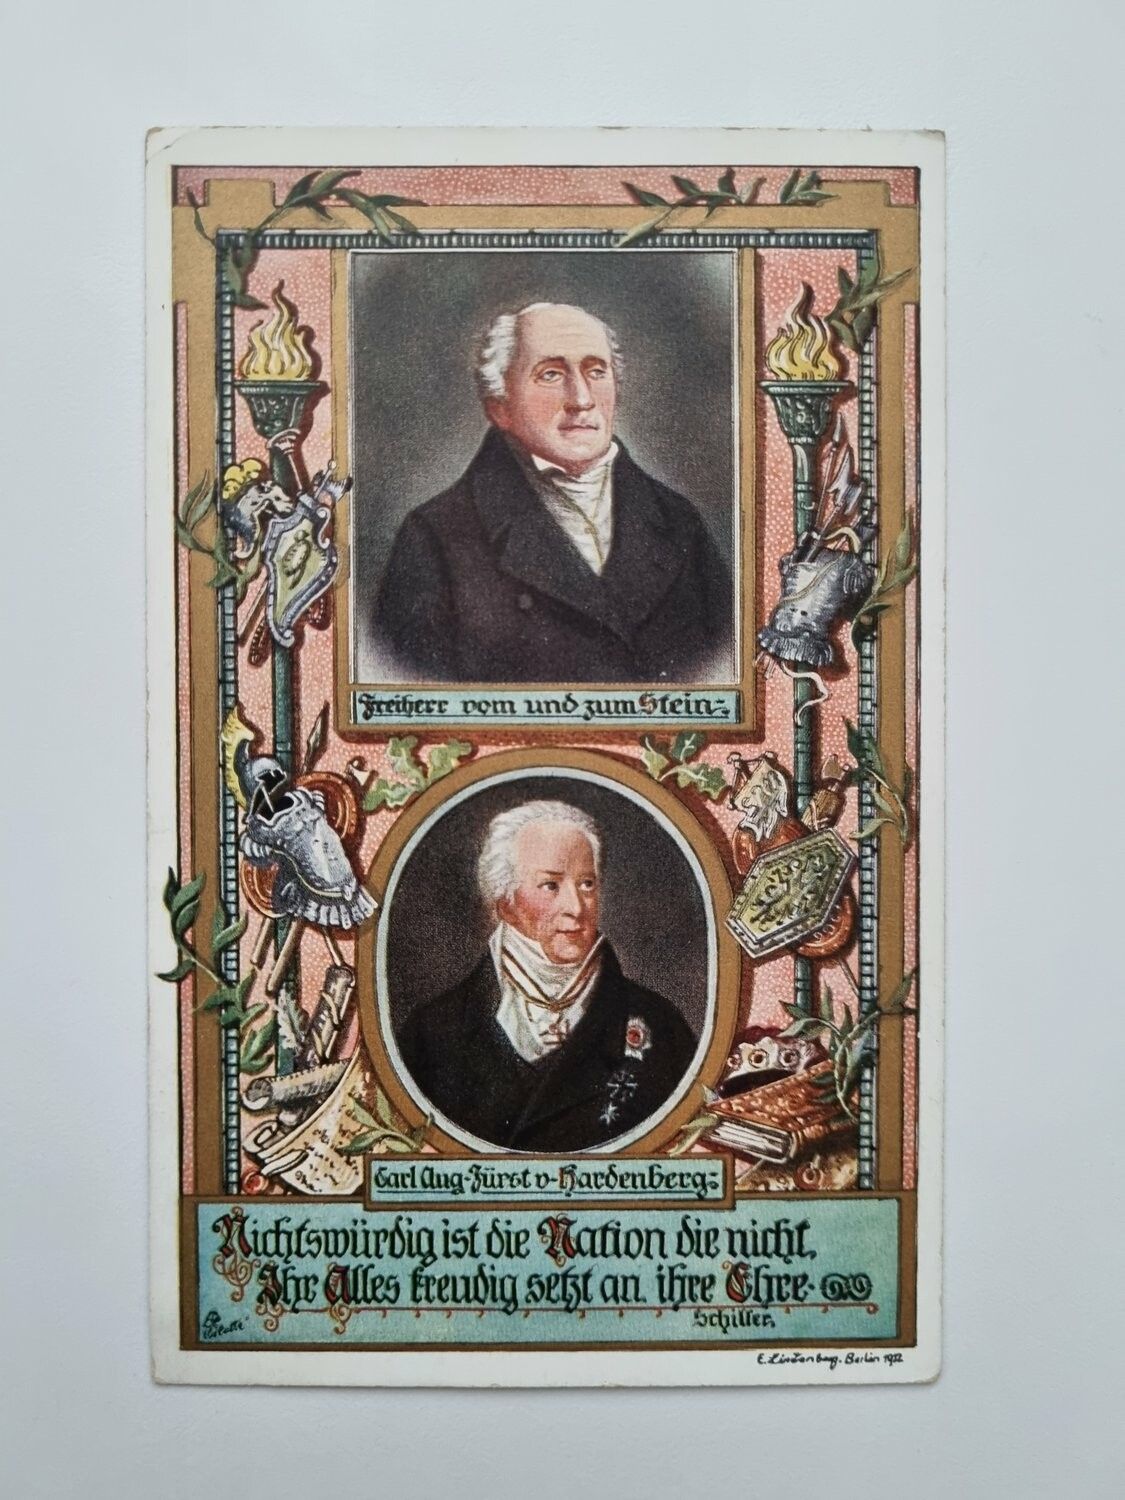 Freiherr vom und zum Stein-
Carl Aug. Fürst v. Hardenberg
Nichtswürdig ist die Nation die nicht,
Ihr Alles freudig setzt an ihre Ehre.
Schiller.
E. Lindenberg. Berlin